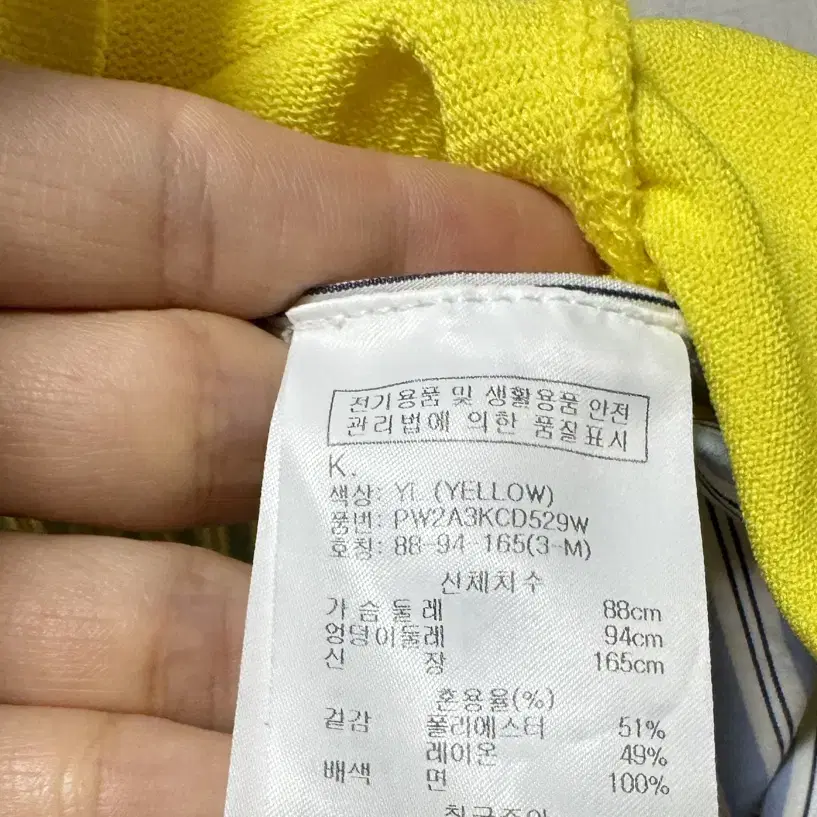 전기용품 및 생활용품 안전
관리법에 의한 품질표시
K.
색상: YL (YELLOW)
품번: PW2A3KCD529W
호칭: 88-94-165(3-M)
신체치수
가슴둘레 88cm
엉덩이둘레 94cm
신 장 165cm
혼용율(%)
겉감 폴리에스터 51%
레이온 49%
배색 면 100%